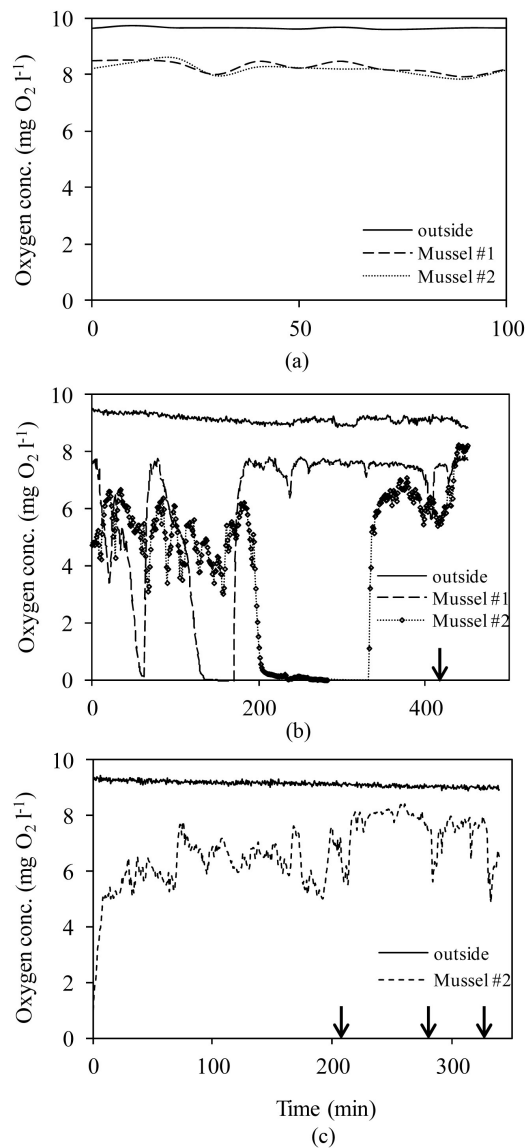 10
8
6
4
2
0
Oxygen conc. (mg O2 l-1)
outside
Mussel #1
Mussel #2
0 50 100
(a)
10
8
6
4
2
0
Oxygen conc. (mg O2 l-1)
outside
Mussel #1
Mussel #2
0 200 400
(b)
10
8
6
4
2
0
Oxygen conc. (mg O2 l-1)
outside
Mussel #2
0 100 200 300
Time (min)
(c)